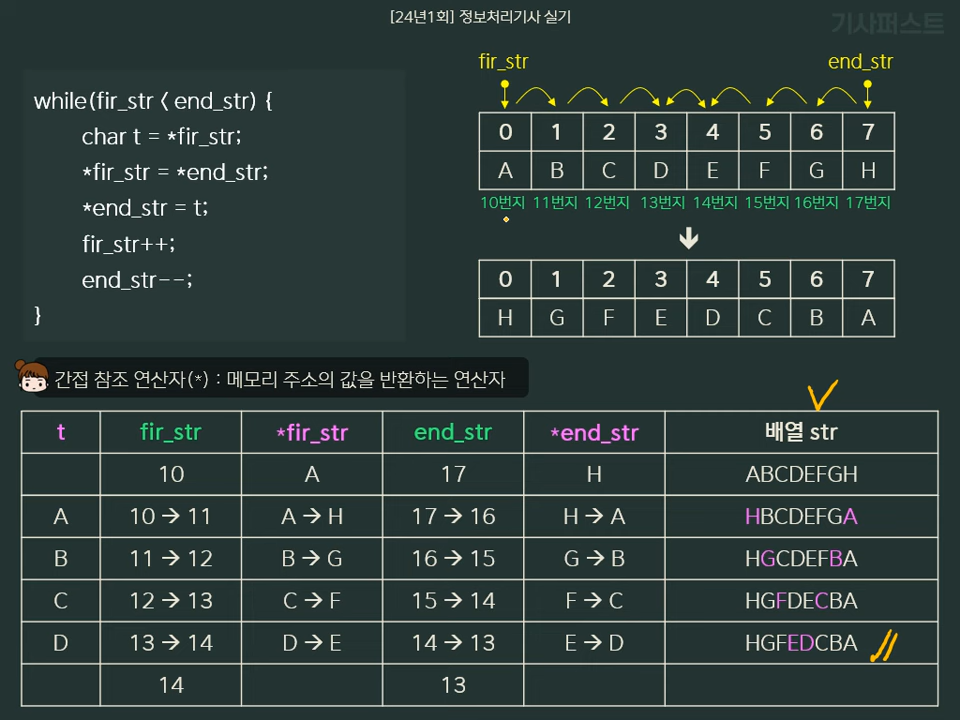 [24년1회] 정보처리기사 실기
기사퍼스트
while(fir_str < end_str) {
char t = *fir_str;
*fir_str = *end_str;
*end_str = t;
fir_str++;
end_str--;
}
fir_str end_str
0 1 2 3 4 5 6 7
A B C D E F G H
10번지 11번지 12번지 13번지 14번지 15번지 16번지 17번지
0 1 2 3 4 5 6 7
H G F E D C B A
간접 참조 연산자(*) : 메모리 주소의 값을 반환하는 연산자
t fir_str *fir_str end_str *end_str 배열 str
10 A 17 H ABCDEFGH
A 10 → 11 A → H 17 → 16 H → A HBCDEFGA
B 11 → 12 B → G 16 → 15 G → B HGCDEFBA
C 12 → 13 C → F 15 → 14 F → C HGFDECBA
D 13 → 14 D → E 14 → 13 E → D HGFEDCBA
14 13